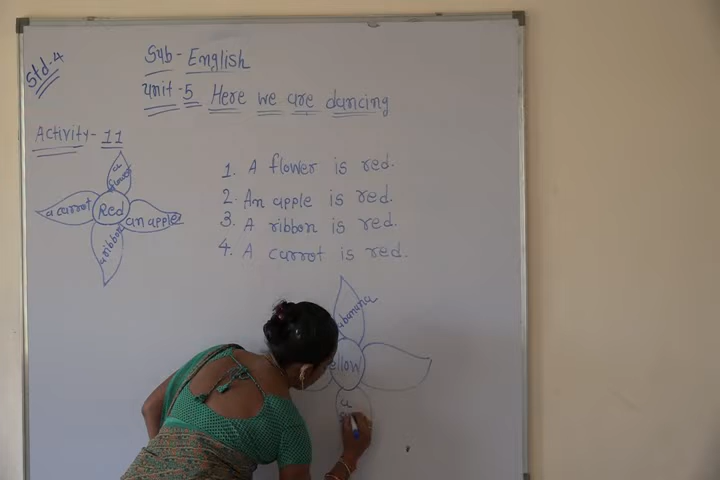 Std-4
Sub- English
Unit-5 Here we are dancing
Activity-11
a flower
a carrot
Red
an apple
a ribbon
1. A flower is red.
2. An apple is red.
3. A ribbon is red.
4. A carrot is red.
a banana
ellow
a